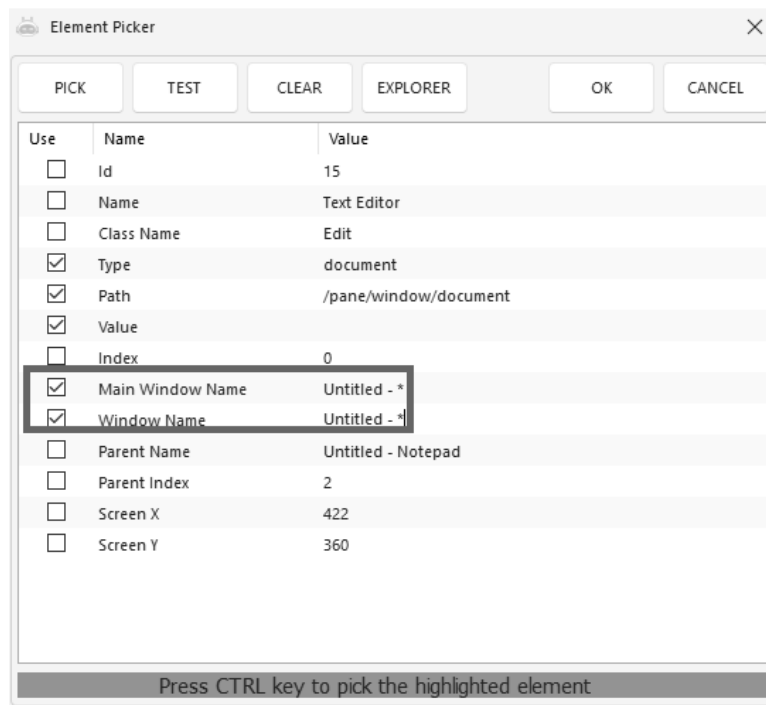 Element Picker
PICK TEST CLEAR EXPLORER OK CANCEL
Use Name Value
Id 15
Name Text Editor
Class Name Edit
Type document
Path /pane/window/document
Value
Index 0
Main Window Name Untitled - *
Window Name Untitled - *
Parent Name Untitled - Notepad
Parent Index 2
Screen X 422
Screen Y 360
Press CTRL key to pick the highlighted element